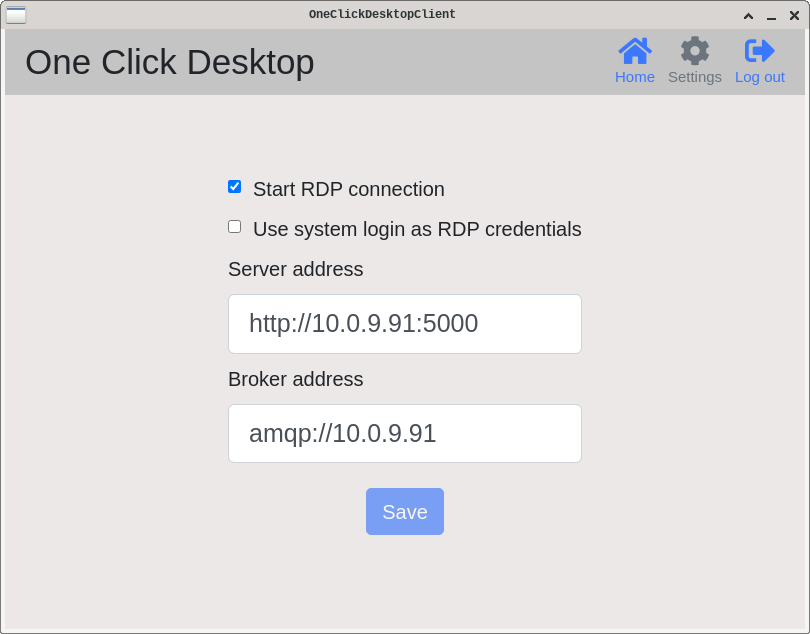 OneClickDesktopClient
One Click Desktop
Home Settings Log out
Start RDP connection
Use system login as RDP credentials
Server address
http://10.0.9.91:5000
Broker address
amqp://10.0.9.91
Save